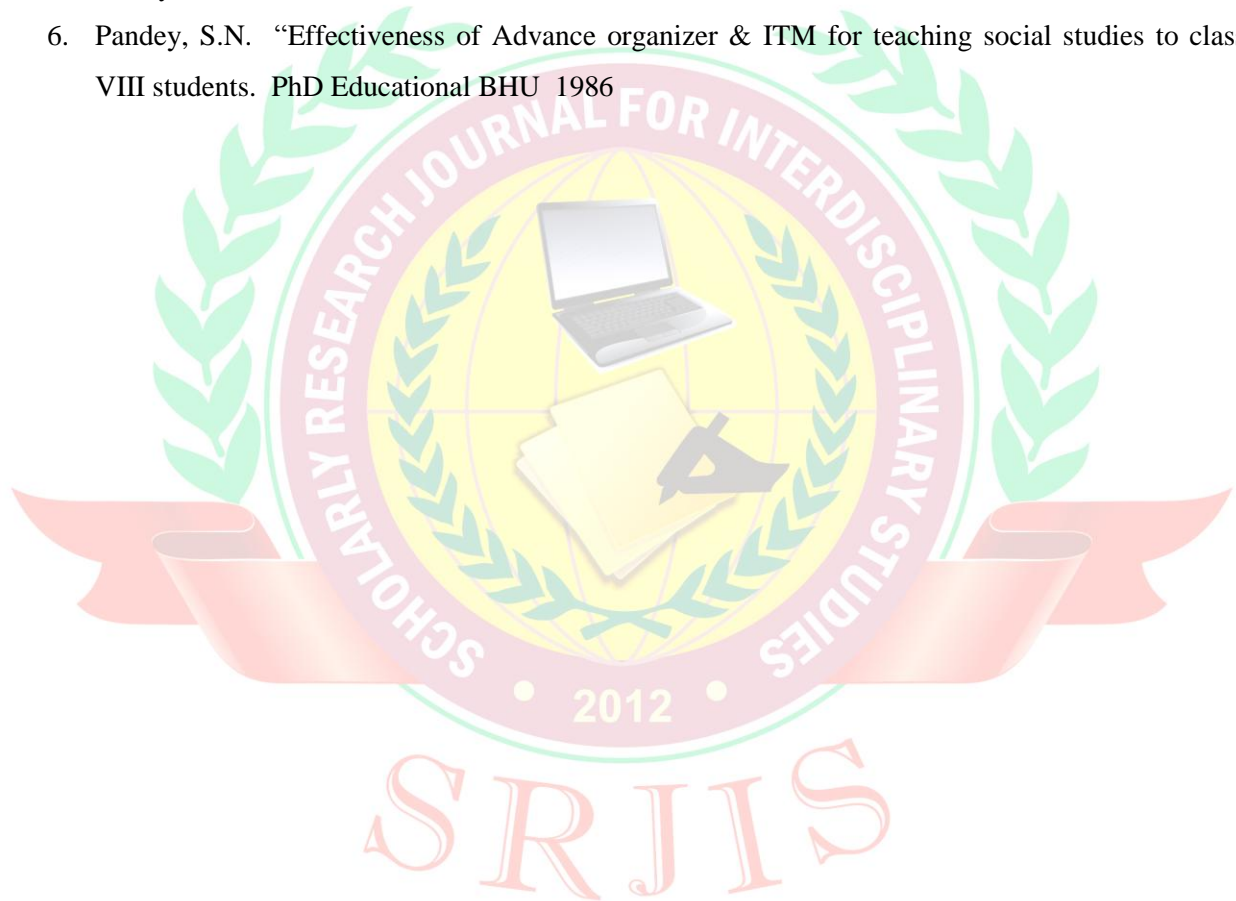 6. Pandey, S.N. “Effectiveness of Advance organizer & ITM for teaching social studies to clas
VIII students. PhD Educational BHU 1986
SCHOLARLY RESEARCH JOURNAL FOR INTERDISCIPLINARY STUDIES
• 2012 •
SRJIS